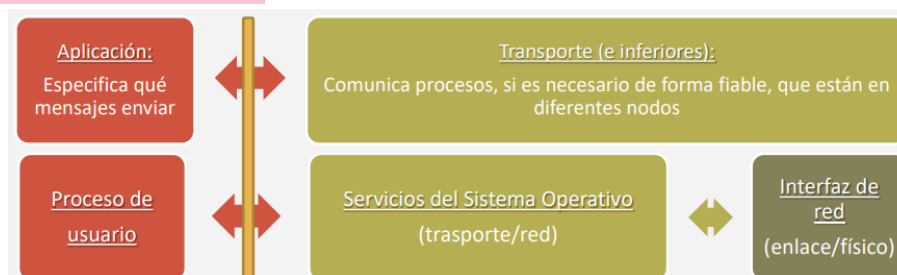 Aplicación:
Especifica qué
mensajes enviar
Transporte (e inferiores):
Comunica procesos, si es necesario de forma fiable, que están en
diferentes nodos
Proceso de
usuario
Servicios del Sistema Operativo
(trasporte/red)
Interfaz de
red
(enlace/físico)